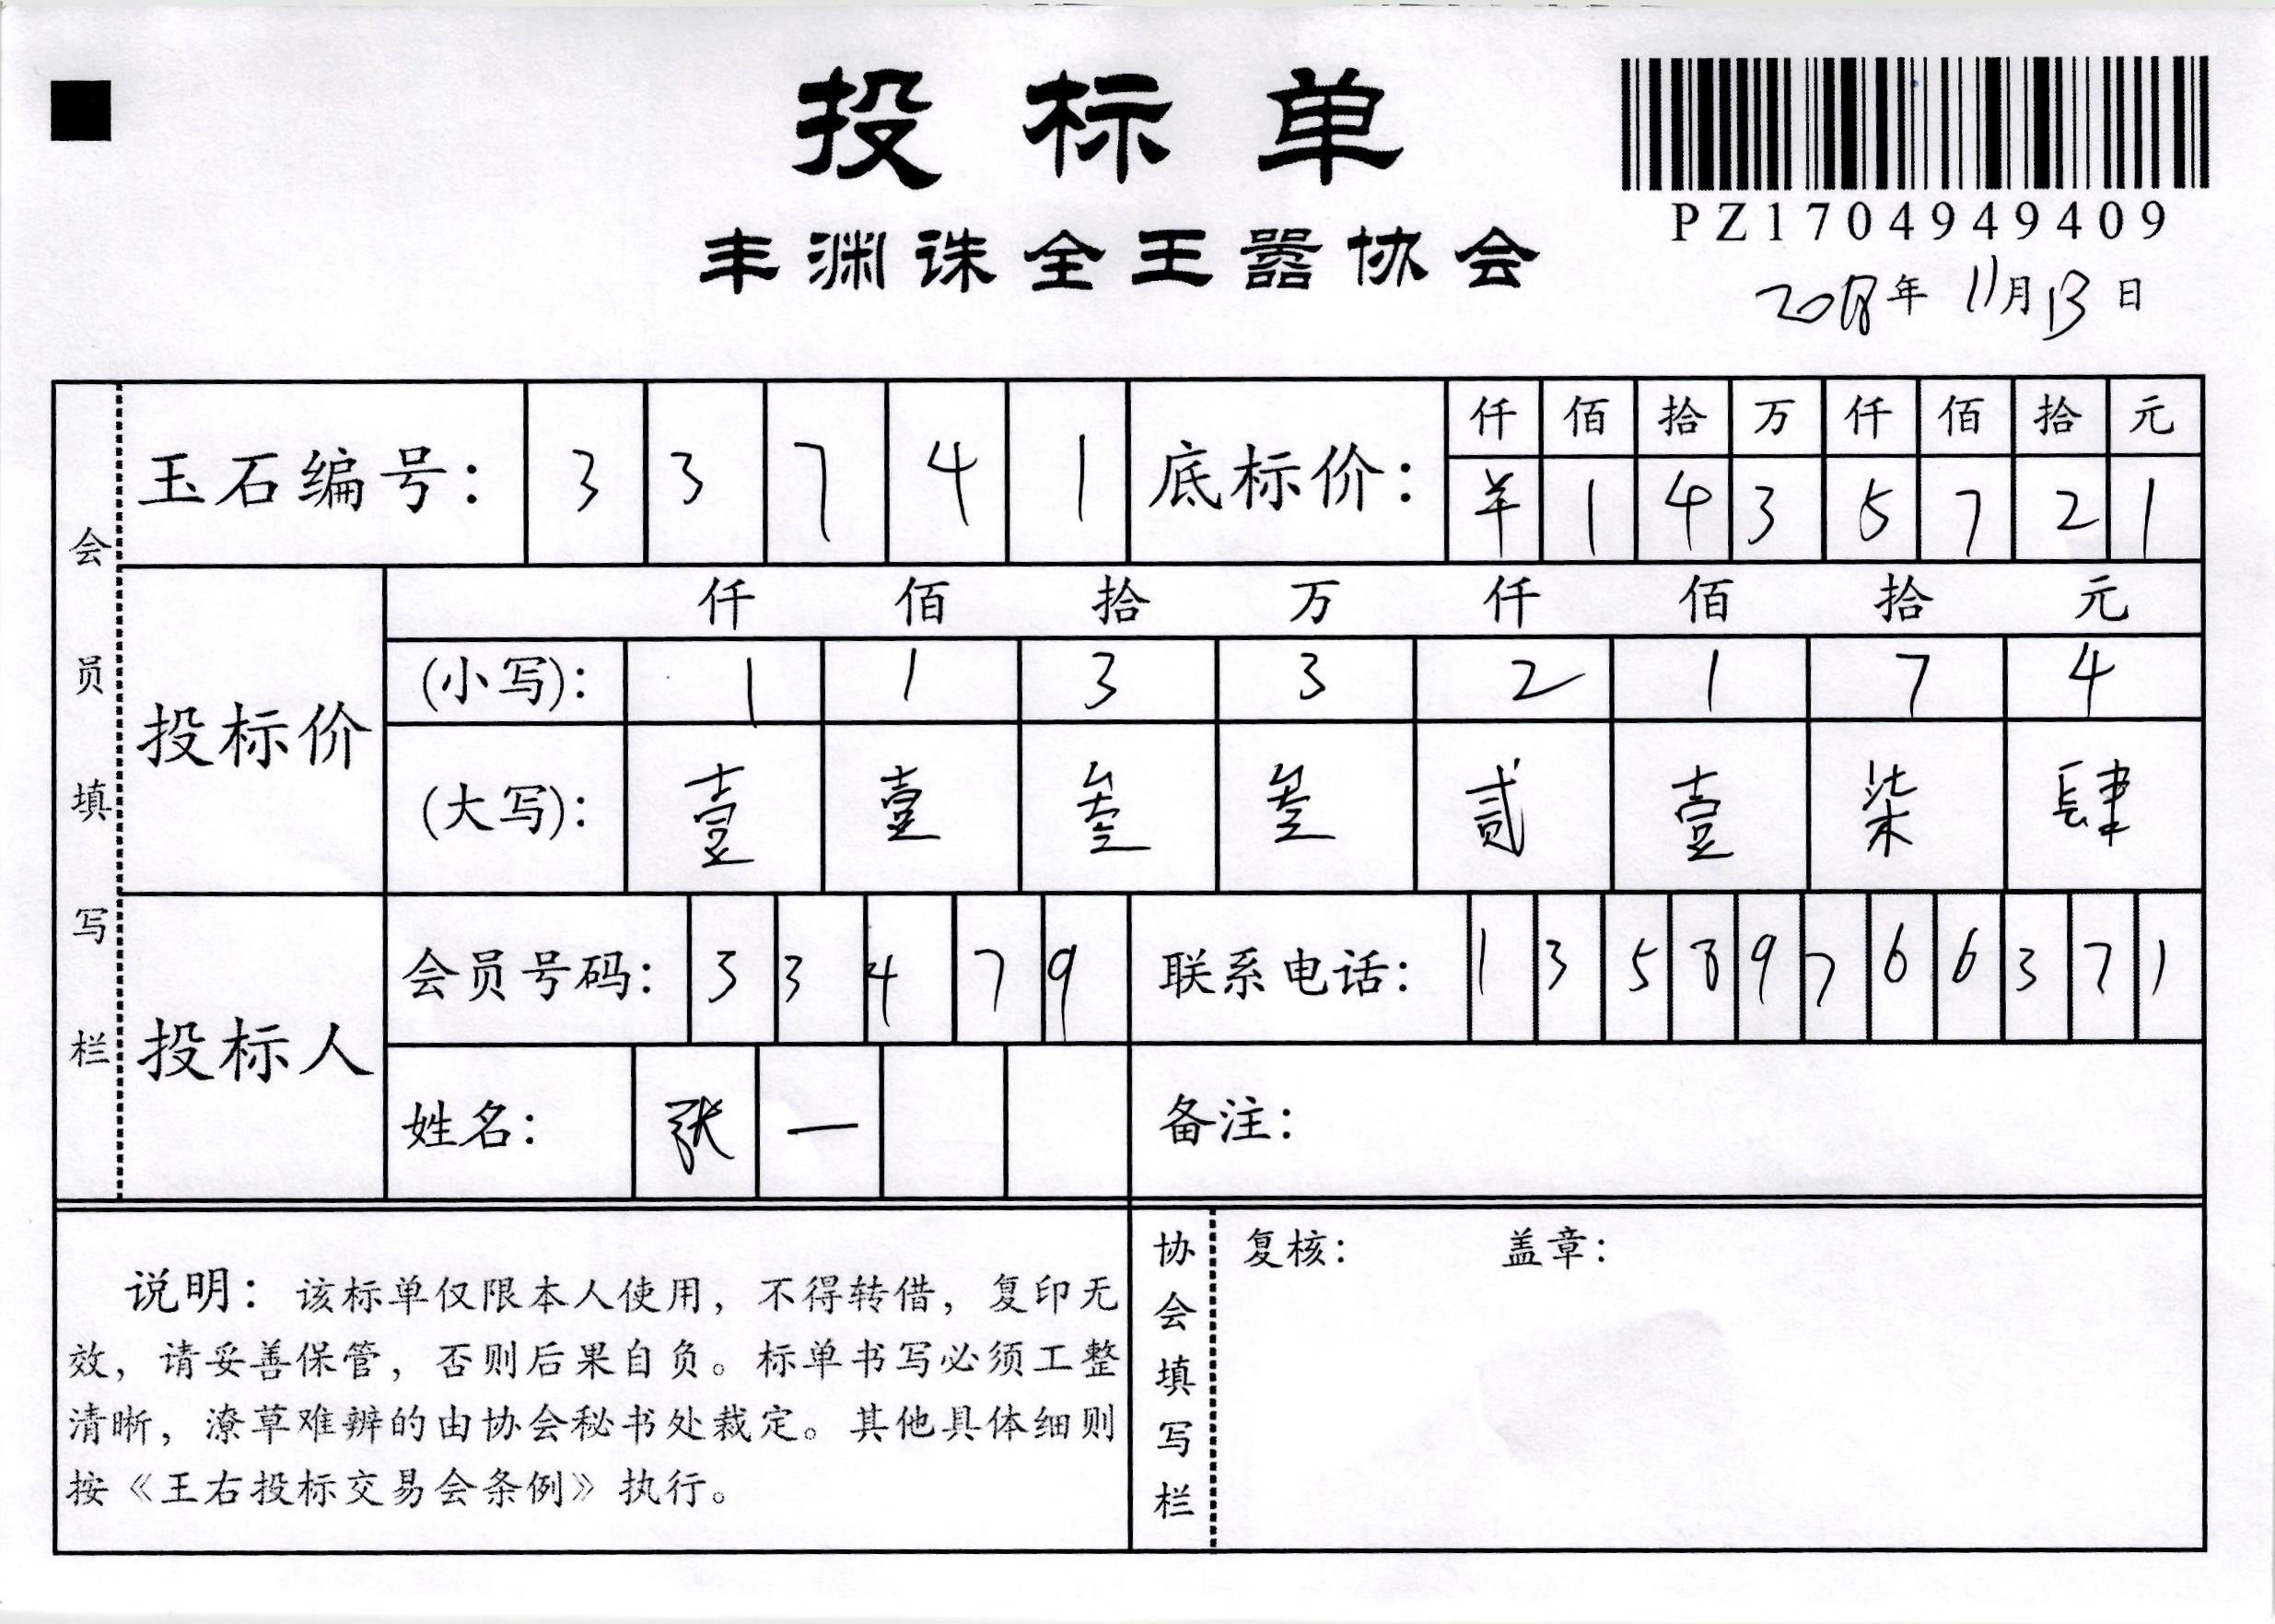 投标单
PZ1704949409
丰渊诛全王嚣协会
2018年11月13日
会员填写栏
玉石编号: 3 3 7 4 1
底标价: 仟 佰 拾 万 仟 佰 拾 元
羊 1 4 3 5 7 2 1
仟 佰 拾 万 仟 佰 拾 元
投标价
(小写): 1 1 3 3 2 1 7 4
(大写): 壹 壹 叁 叁 贰 壹 柒 肆
投标人
会员号码: 3 3 4 7 9
联系电话: 1 3 5 8 9 7 6 6 3 7 1
姓名: 张 一
备注:
说明: 该标单仅限本人使用, 不得转借, 复印无
效, 请妥善保管, 否则后果自负。标单书写必须工整
清晰, 潦草难辨的由协会秘书处裁定。其他具体细则
按《王右投标交易会条例》执行。
协会填写栏
复核: 盖章: